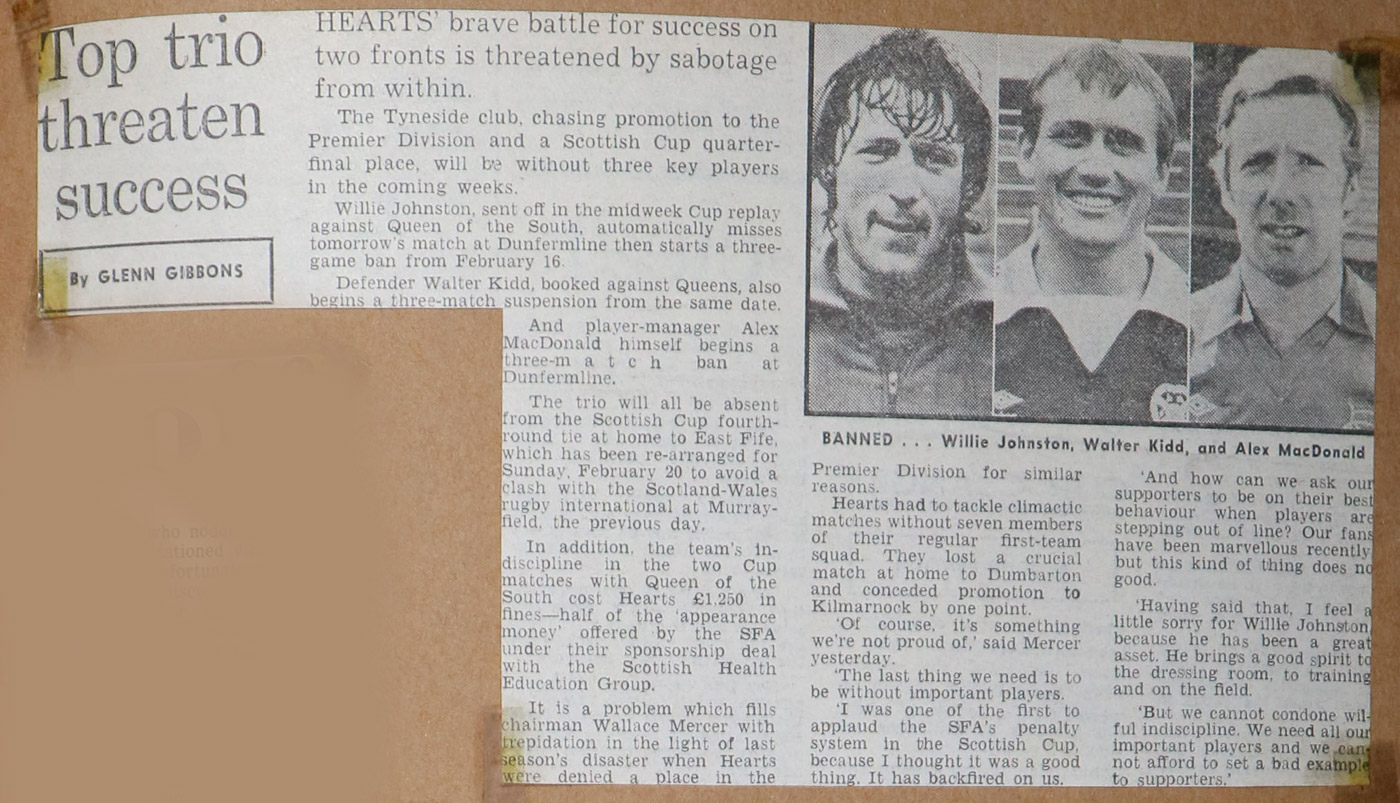 Top trio
threaten
success
By GLENN GIBBONS
HEARTS' brave battle for success on
two fronts is threatened by sabotage
from within.
The Tyneside club, chasing promotion to the
Premier Division and a Scottish Cup quarter-
final place, will be without three key players
in the coming weeks.
Willie Johnston, sent off in the midweek Cup replay
against Queen of the South, automatically misses
tomorrow's match at Dunfermline then starts a three-
game ban from February 16.
Defender Walter Kidd, booked against Queens, also
begins a three-match suspension from the same date.
And player-manager Alex
MacDonald himself begins a
three-m a t c h ban at
Dunfermline.
The trio will all be absent
from the Scottish Cup fourth-
round tie at home to East Fife,
which has been re-arranged for
Sunday, February 20 to avoid a
clash with the Scotland-Wales
rugby international at Murray-
field, the previous day.
In addition, the team's in-
discipline in the two Cup
matches with Queen of the
South cost Hearts £1,250 in
fines—half of the 'appearance
money' offered by the SFA
under their sponsorship deal
with the Scottish Health
Education Group.
It is a problem which fills
chairman Wallace Mercer with
trepidation in the light of last
season's disaster when Hearts
were denied a place in the
BANNED . . . Willie Johnston, Walter Kidd, and Alex MacDonald
Premier Division for similar
reasons.
Hearts had to tackle climactic
matches without seven members
of their regular first-team
squad. They lost a crucial
match at home to Dumbarton
and conceded promotion to
Kilmarnock by one point.
'Of course, it's something
we're not proud of,' said Mercer
yesterday.
'The last thing we need is to
be without important players.
'I was one of the first to
applaud the SFA's penalty
system in the Scottish Cup,
because I thought it was a good
thing. It has backfired on us.
'And how can we ask our
supporters to be on their best
behaviour when players are
stepping out of line? Our fans
have been marvellous recently
but this kind of thing does no
good.
'Having said that, I feel a
little sorry for Willie Johnston,
because he has been a great
asset. He brings a good spirit to
the dressing room, to training
and on the field.
'But we cannot condone wil-
ful indiscipline. We need all our
important players and we can-
not afford to set a bad example
to supporters.'